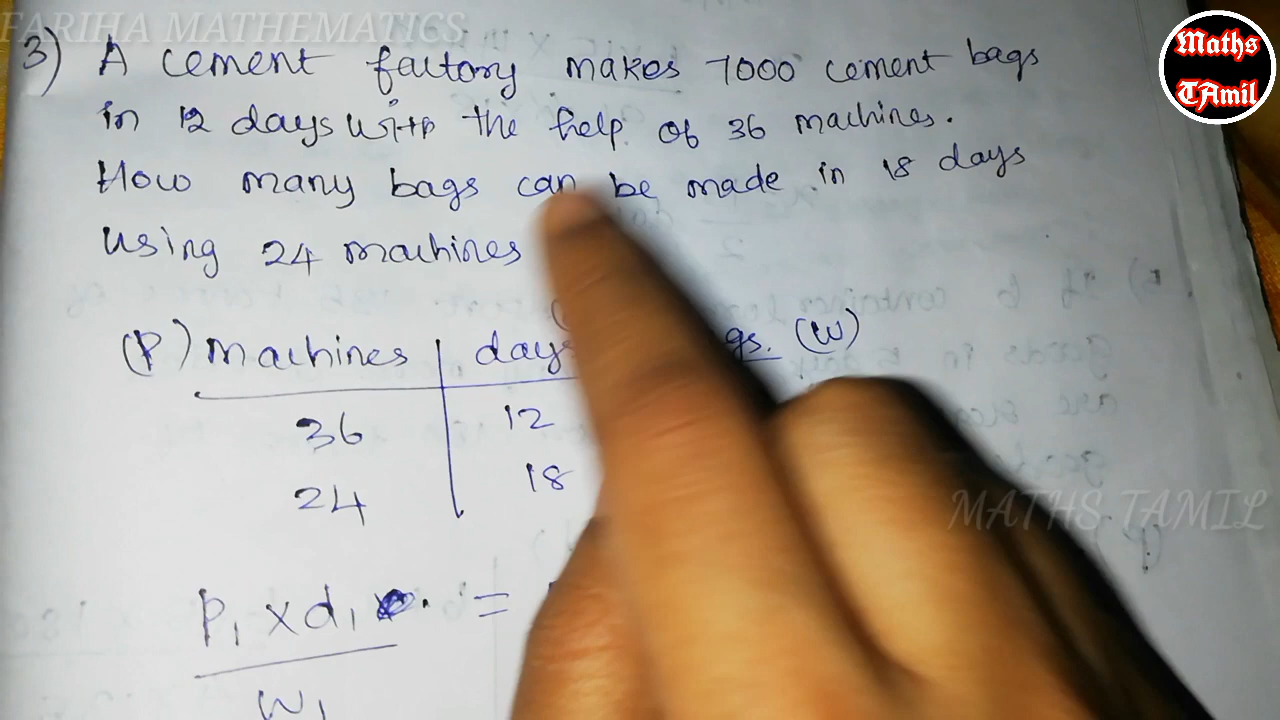 FARIHA MATHEMATICS
Maths
TAmil
3) A cement factory makes 7000 cement bags
in 12 days with the help of 36 machines.
How many bags can be made in 18 days
using 24 machines
(P) machines days gs. (W)
36 12
24 18
MATHS TAMIL
P1 x d1 =
W1